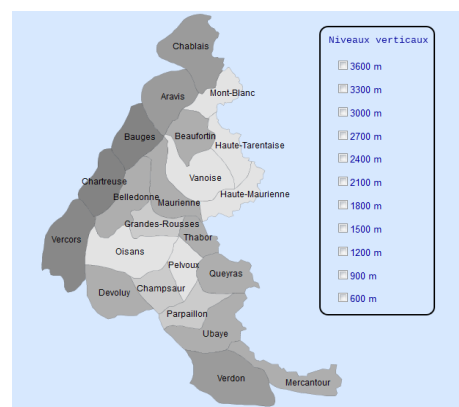 Chablais
Niveaux verticaux
3600 m
3300 m
3000 m
2700 m
2400 m
2100 m
1800 m
1500 m
1200 m
900 m
600 m
Mont-Blanc
Aravis
Bauges
Beaufortin
Haute-Tarentaise
Vanoise
Chartreuse
Belledonne
Maurienne
Haute-Maurienne
Grandes-Rousses
Vercors
Thabor
Oisans
Pelvoux
Queyras
Devoluy
Champsaur
Parpaillon
Ubaye
Verdon
Mercantour